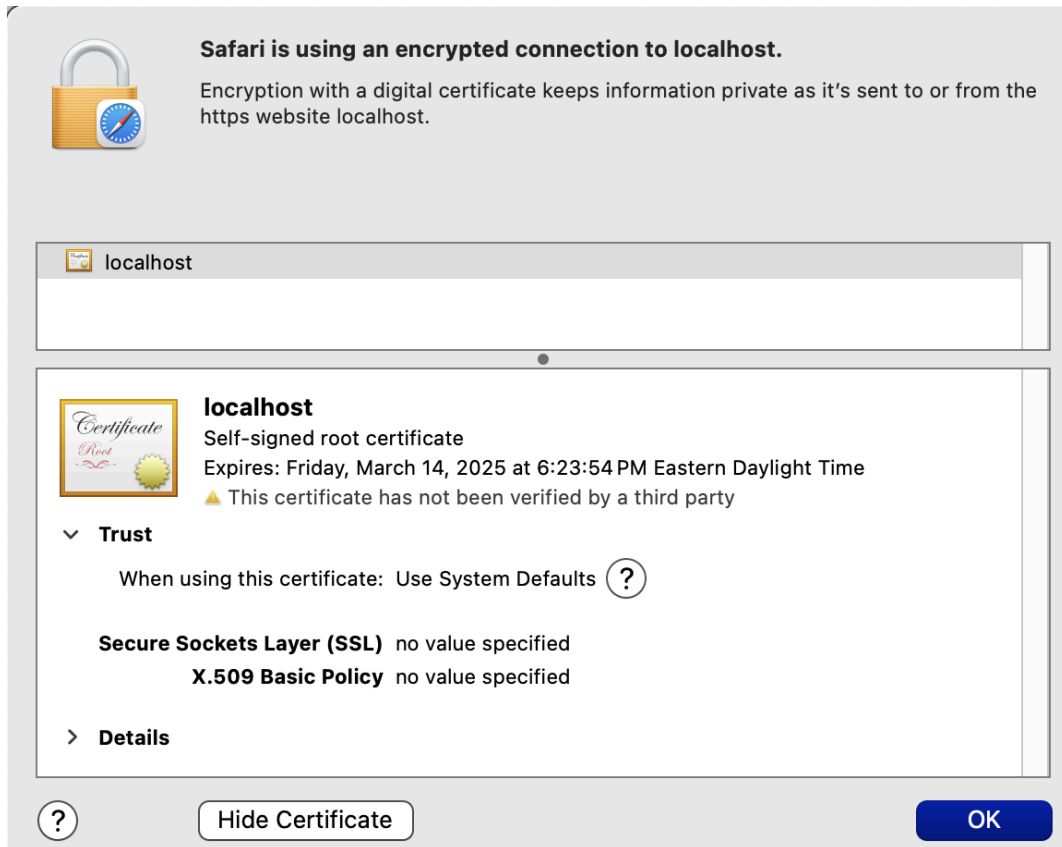 Safari is using an encrypted connection to localhost.
Encryption with a digital certificate keeps information private as it's sent to or from the
https website localhost.
localhost
Certificate
Root
localhost
Self-signed root certificate
Expires: Friday, March 14, 2025 at 6:23:54 PM Eastern Daylight Time
This certificate has not been verified by a third party
Trust
When using this certificate: Use System Defaults ?
Secure Sockets Layer (SSL) no value specified
X.509 Basic Policy no value specified
Details
? Hide Certificate OK